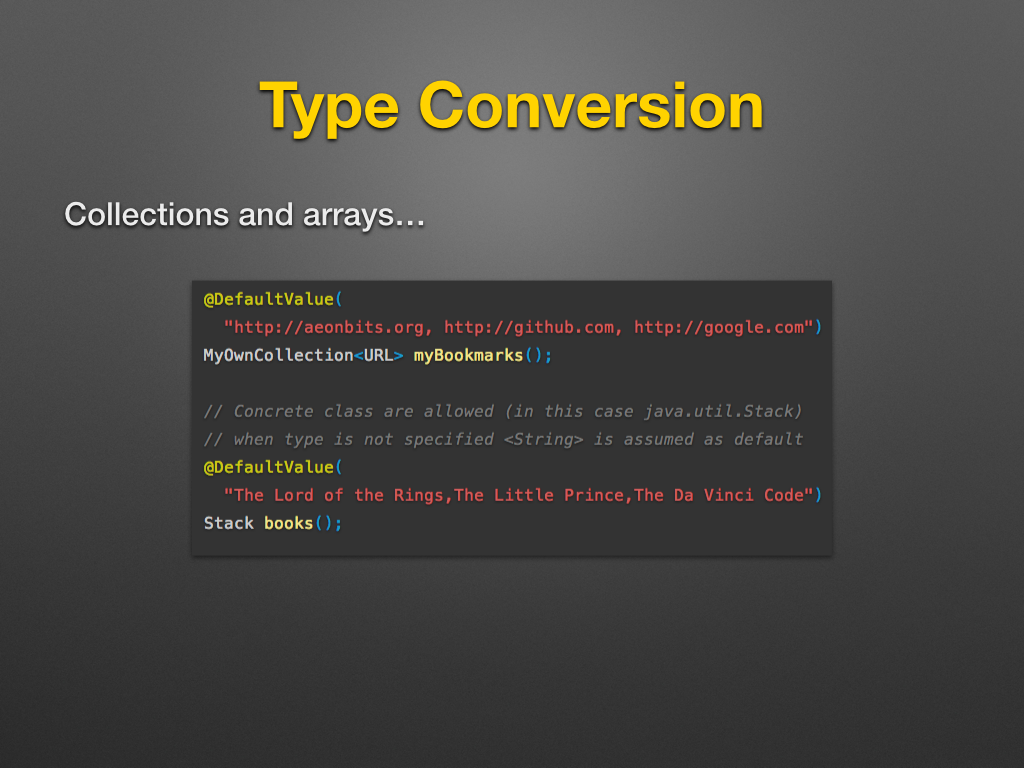 Type Conversion
Collections and arrays…
@DefaultValue(
"http://aeonbits.org, http://github.com, http://google.com")
MyOwnCollection<URL> myBookmarks();
// Concrete class are allowed (in this case java.util.Stack)
// when type is not specified <String> is assumed as default
@DefaultValue(
"The Lord of the Rings,The Little Prince,The Da Vinci Code")
Stack books();